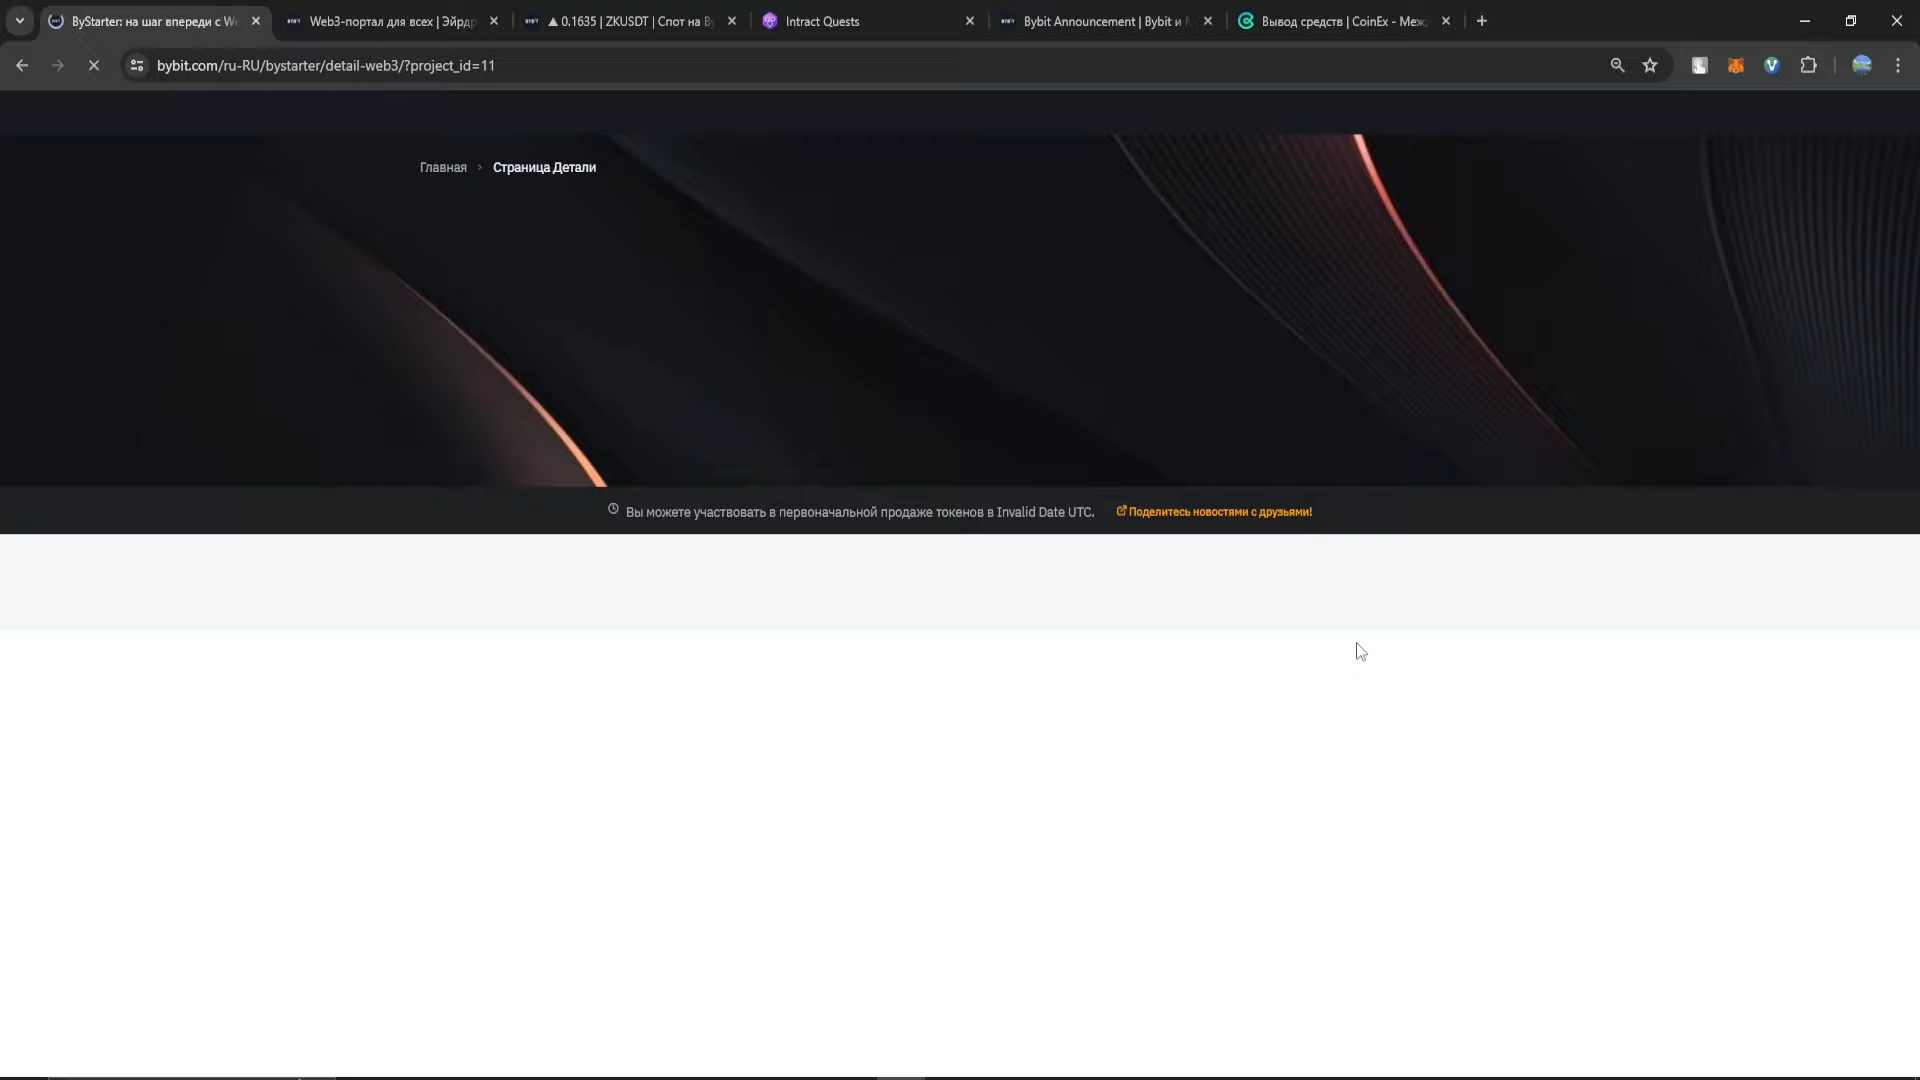 ByStarter: на шаг впереди с We
Web3-портал для всех | Эйрдр
▲ 0.1635 | ZKUSDT | Спот на B
Intract Quests
Bybit Announcement | Bybit и
Вывод средств | CoinEx - Меж
bybit.com/ru-RU/bystarter/detail-web3/?project_id=11
Главная › Страница Детали
Вы можете участвовать в первоначальной продаже токенов в Invalid Date UTC. Поделитесь новостями с друзьями!